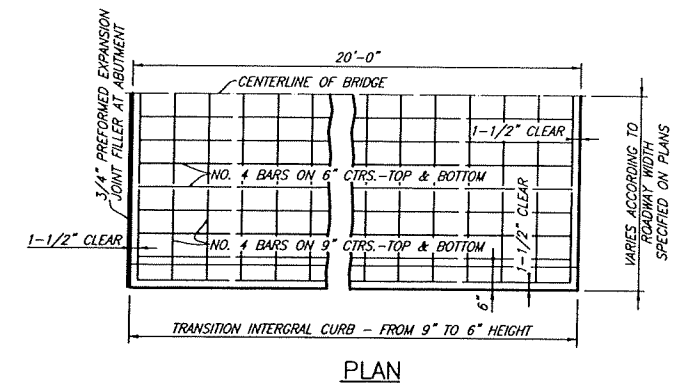 20'-0"
CENTERLINE OF BRIDGE
3/4" PREFORMED EXPANSION
JOINT FILLER AT ABUTMENT
1-1/2" CLEAR
NO. 4 BARS ON 6" CTRS.-TOP & BOTTOM
1-1/2" CLEAR
NO. 4 BARS ON 9" CTRS.-TOP & BOTTOM
1-1/2" CLEAR
6"
VARIES ACCORDING TO
ROADWAY WIDTH
SPECIFIED ON PLANS
TRANSITION INTERGRAL CURB - FROM 9" TO 6" HEIGHT
PLAN